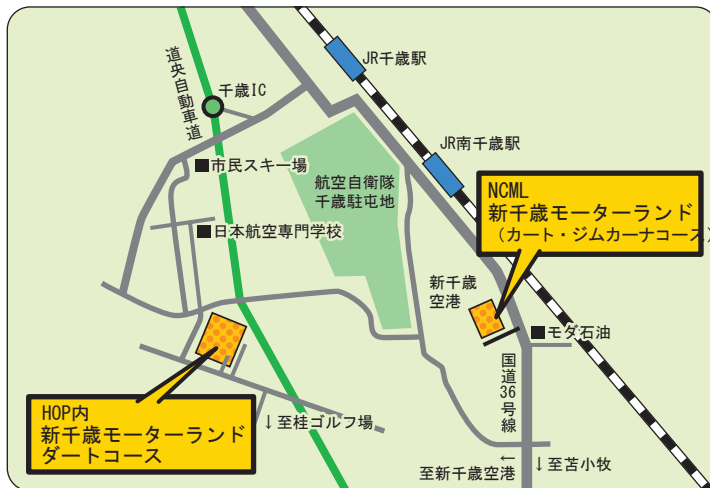 JR千歳駅
道央自動車道
千歳IC
JR南千歳駅
■市民スキー場
航空自衛隊
千歳駐屯地
NCML
新千歳モーターランド
（カート・ジムカーナコース）
■日本航空専門学校
新千歳
空港
■モダ石油
国道36号線
HOP内
新千歳モーターランド
ダートコース
↓至桂ゴルフ場
←
至新千歳空港
↓至苫小牧